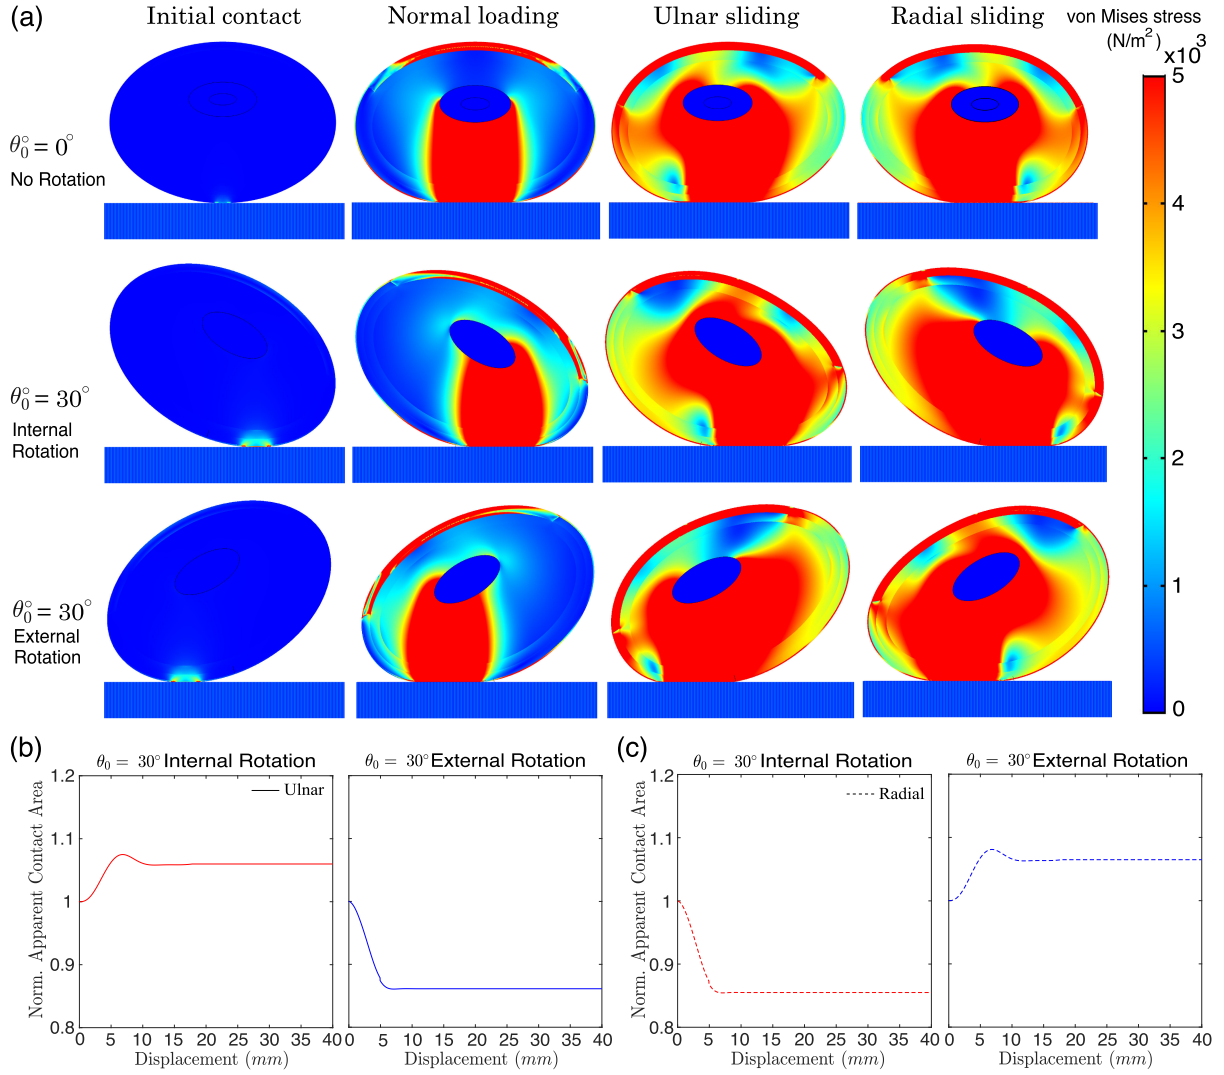 (a)
Initial contact
Normal loading
Ulnar sliding
Radial sliding
von Mises stress
(N/m²)
x10³
5
4
3
2
1
0
θ₀° = 0°
No Rotation
θ₀° = 30°
Internal
Rotation
θ₀° = 30°
External
Rotation
(b)
θ₀ = 30° Internal Rotation
θ₀ = 30° External Rotation
Norm. Apparent Contact Area
1.2
1.1
1
0.9
0.8
Ulnar
0 5 10 15 20 25 30 35 40
0 5 10 15 20 25 30 35 40
Displacement (mm)
Displacement (mm)
(c)
θ₀ = 30° Internal Rotation
θ₀ = 30° External Rotation
Norm. Apparent Contact Area
1.2
1.1
1
0.9
0.8
Radial
0 5 10 15 20 25 30 35 40
0 5 10 15 20 25 30 35 40
Displacement (mm)
Displacement (mm)